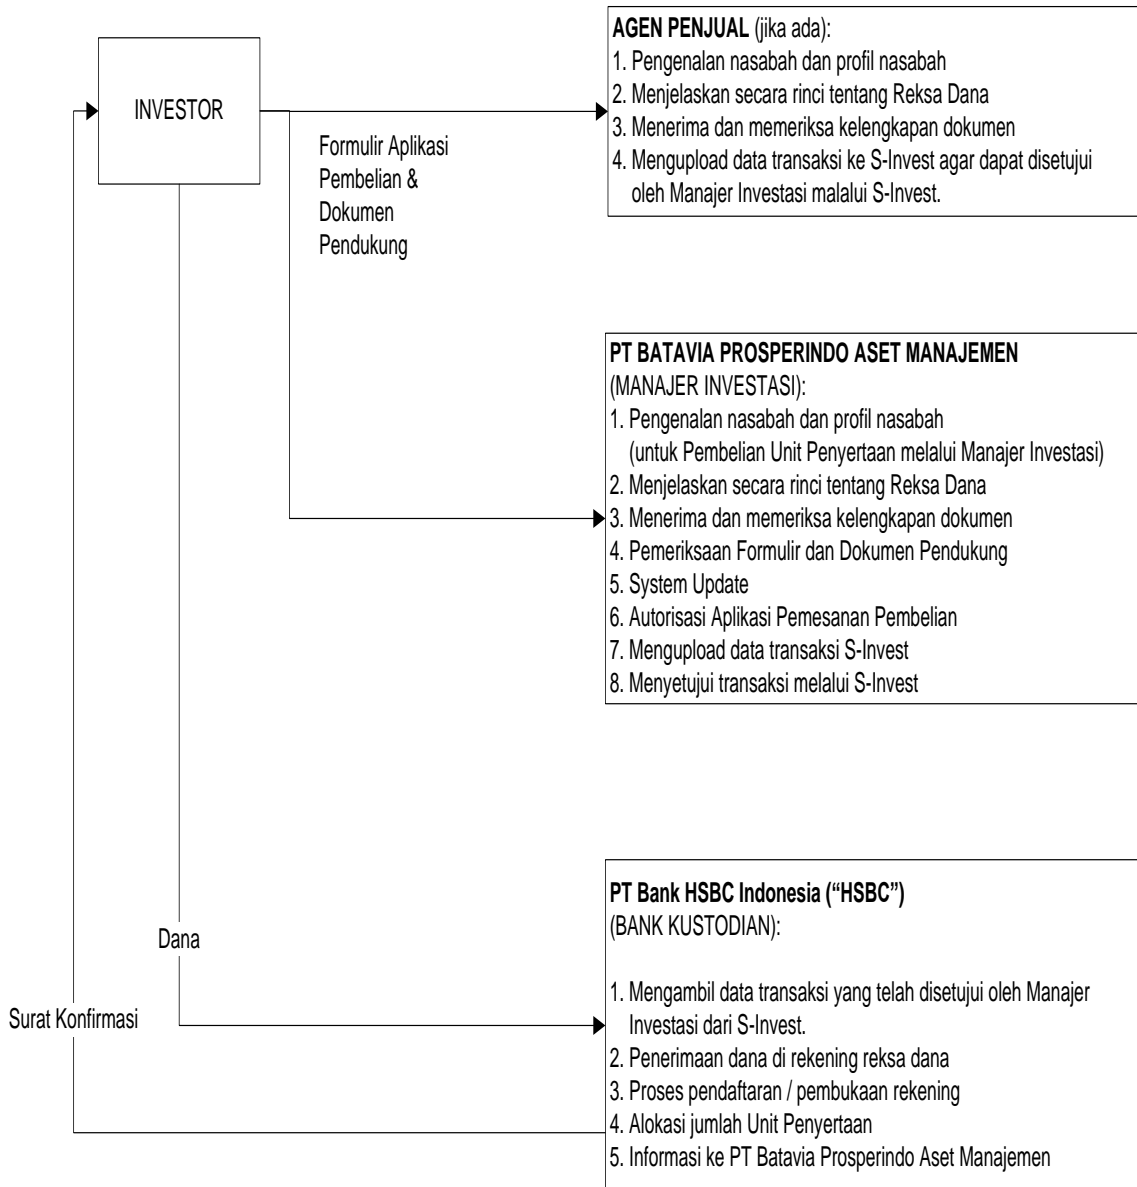 INVESTOR
Formulir Aplikasi
Pembelian &
Dokumen
Pendukung
AGEN PENJUAL (jika ada):
1. Pengenalan nasabah dan profil nasabah
2. Menjelaskan secara rinci tentang Reksa Dana
3. Menerima dan memeriksa kelengkapan dokumen
4. Mengupload data transaksi ke S-Invest agar dapat disetujui
oleh Manajer Investasi malalui S-Invest.
PT BATAVIA PROSPERINDO ASET MANAJEMEN
(MANAJER INVESTASI):
1. Pengenalan nasabah dan profil nasabah
(untuk Pembelian Unit Penyertaan melalui Manajer Investasi)
2. Menjelaskan secara rinci tentang Reksa Dana
3. Menerima dan memeriksa kelengkapan dokumen
4. Pemeriksaan Formulir dan Dokumen Pendukung
5. System Update
6. Autorisasi Aplikasi Pemesanan Pembelian
7. Mengupload data transaksi S-Invest
8. Menyetujui transaksi melalui S-Invest
Dana
Surat Konfirmasi
PT Bank HSBC Indonesia (“HSBC”)
(BANK KUSTODIAN):
1. Mengambil data transaksi yang telah disetujui oleh Manajer
Investasi dari S-Invest.
2. Penerimaan dana di rekening reksa dana
3. Proses pendaftaran / pembukaan rekening
4. Alokasi jumlah Unit Penyertaan
5. Informasi ke PT Batavia Prosperindo Aset Manajemen